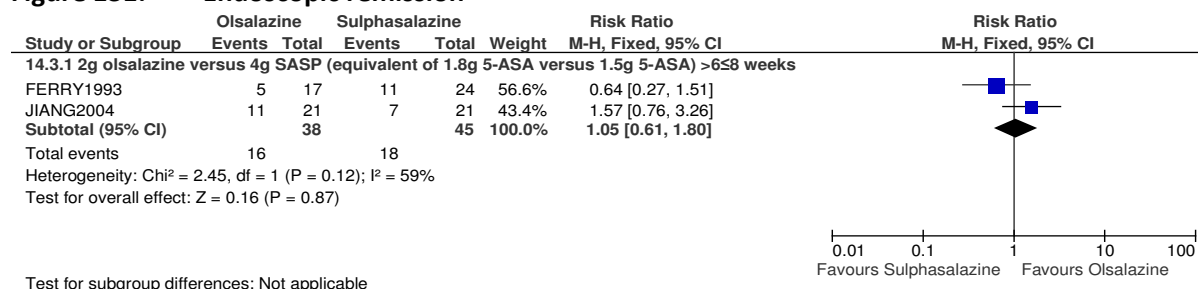 Olsalazine Sulphasalazine Risk Ratio Risk Ratio
Study or Subgroup Events Total Events Total Weight M-H, Fixed, 95% CI M-H, Fixed, 95% CI
14.3.1 2g olsalazine versus 4g SASP (equivalent of 1.8g 5-ASA versus 1.5g 5-ASA) >6≤8 weeks
FERRY1993 5 17 11 24 56.6% 0.64 [0.27, 1.51]
JIANG2004 11 21 7 21 43.4% 1.57 [0.76, 3.26]
Subtotal (95% CI) 38 45 100.0% 1.05 [0.61, 1.80]
Total events 16 18
Heterogeneity: Chi² = 2.45, df = 1 (P = 0.12); I² = 59%
Test for overall effect: Z = 0.16 (P = 0.87)
0.01 0.1 1 10 100
Favours Sulphasalazine Favours Olsalazine
Test for subgroup differences: Not applicable